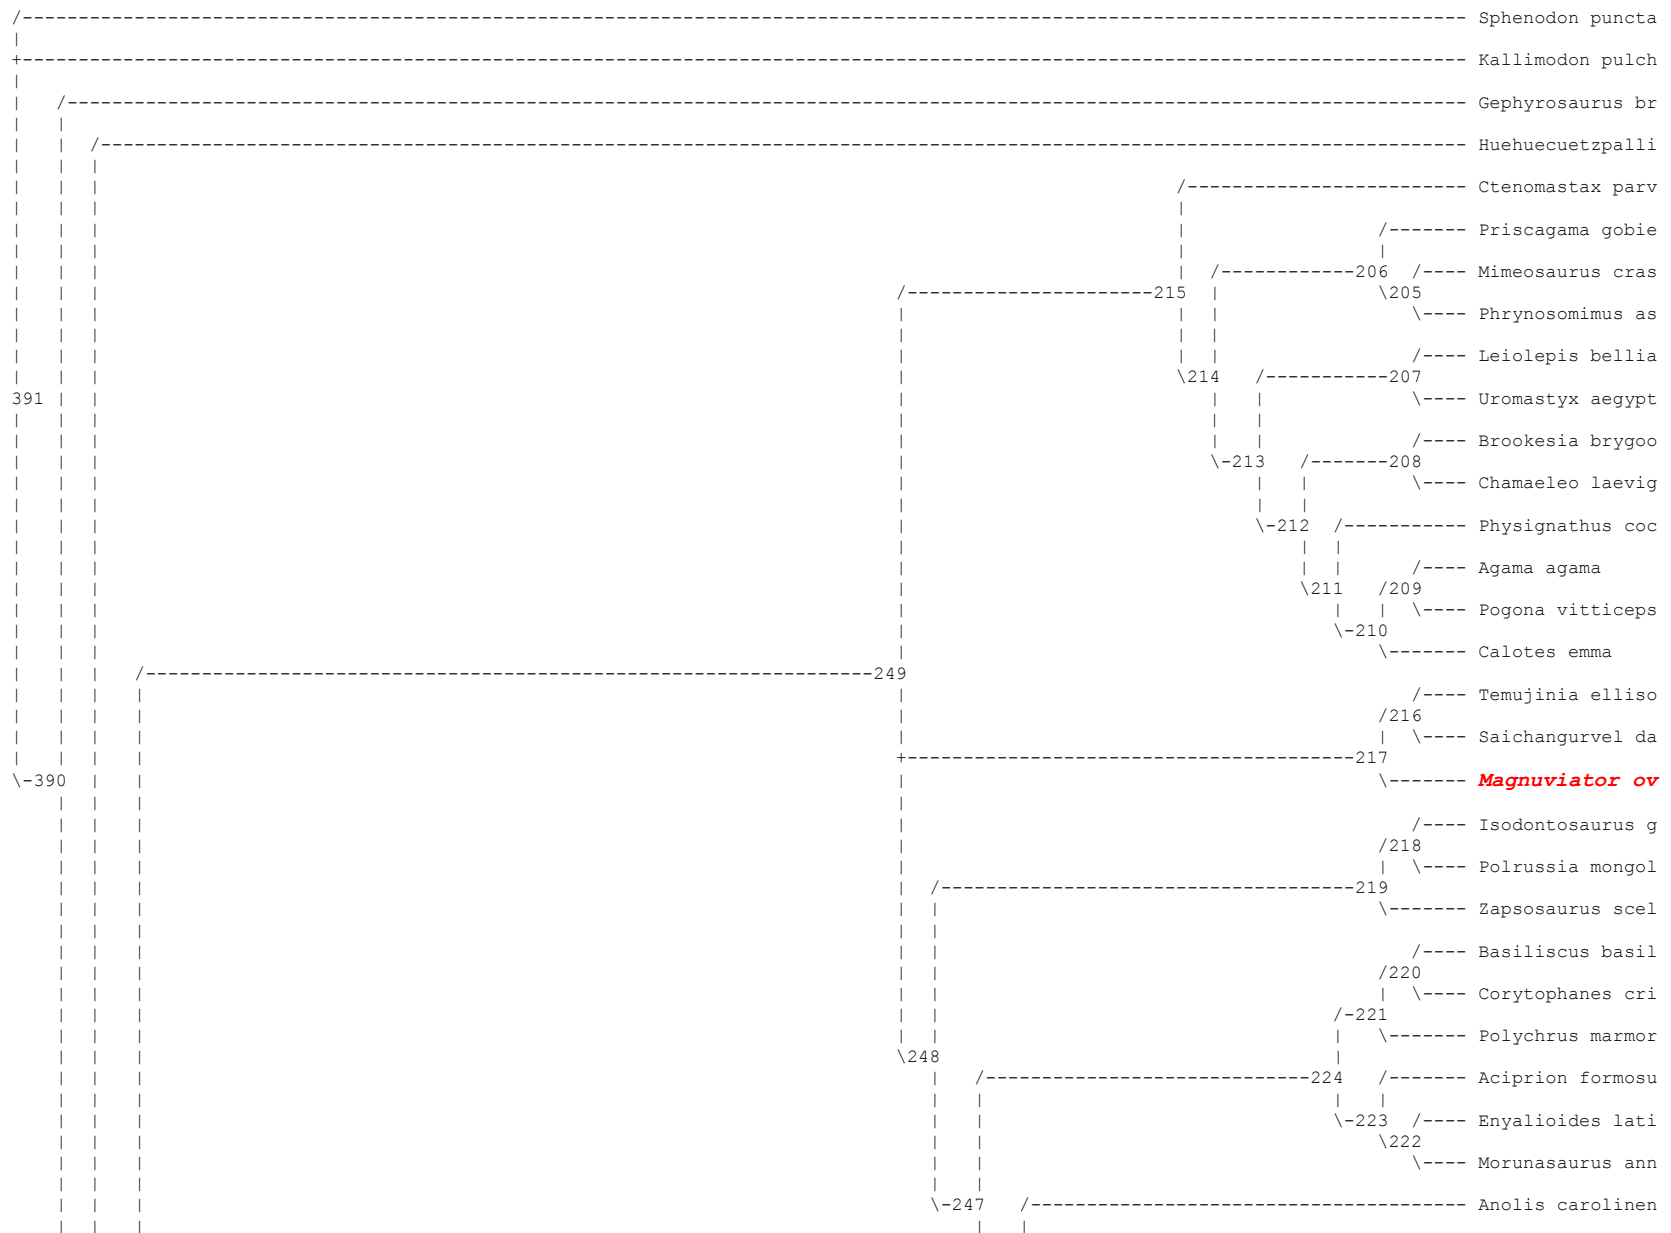 Sphenodon puncta
Kallimodon pulch
Gephyrosaurus br
Huehuecuetzpalli
Ctenomastax parv
Priscagama gobie
206 Mimeosaurus cras
215 205
Phrynosomimus as
Leiolepis bellia
214 207
391 Uromastyx aegypt
Brookesia brygoo
213 208
Chamaeleo laevig
212 Physignathus coc
Agama agama
211 209
Pogona vitticeps
210
Calotes emma
249
Temujinia elliso
216
Saichangurvel da
217
390 Magnuviator ov
Isodontosaurus g
218
Polrussia mongol
219
Zapsosaurus scel
Basiliscus basil
220
Corytophanes cri
221
Polychrus marmor
248
224 Aciprion formosu
223 Enyalioides lati
222
Morunasaurus ann
247 Anolis carolinen